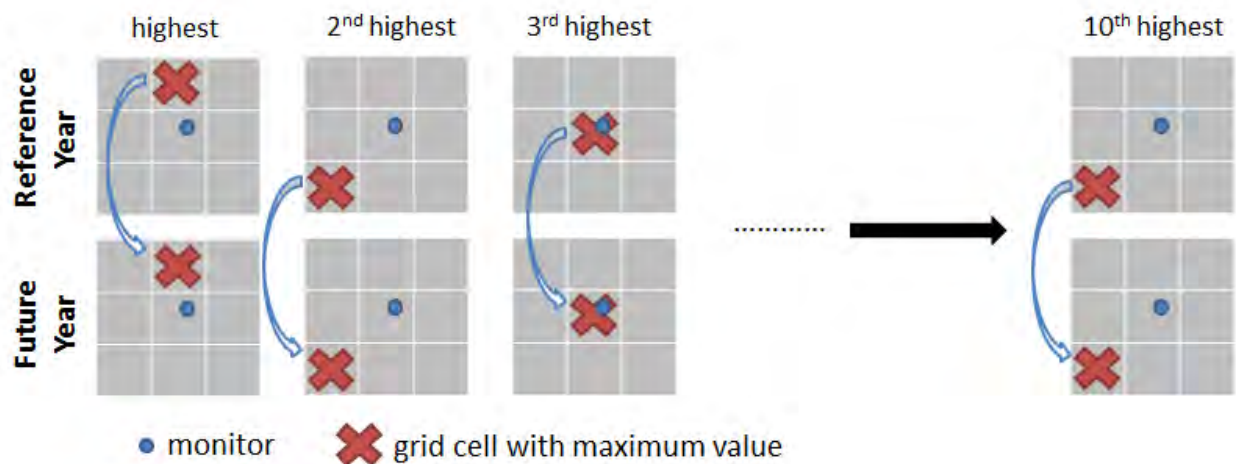 highest
2nd highest
3rd highest
10th highest
Reference
Year
Future
Year
............
monitor
grid cell with maximum value